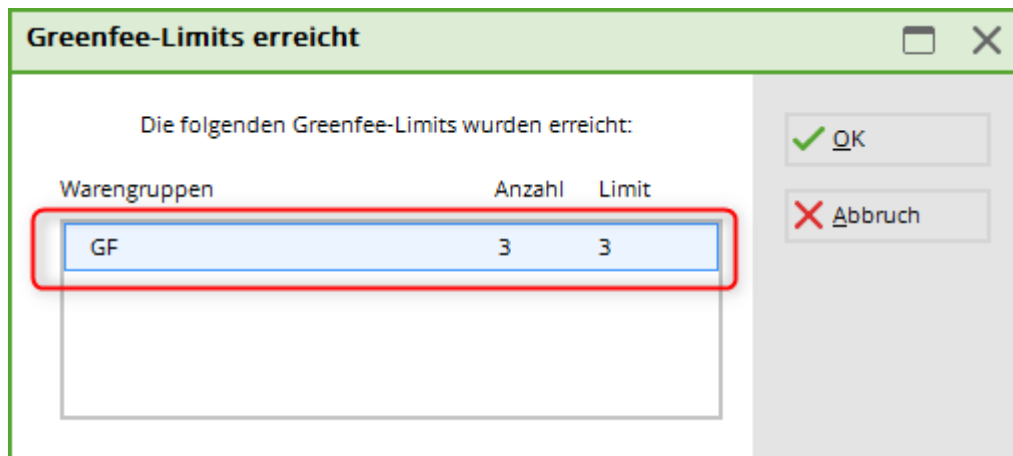 Greenfee-Limits erreicht
Die folgenden Greenfee-Limits wurden erreicht:
Warengruppen Anzahl Limit
GF 3 3
OK
Abbruch